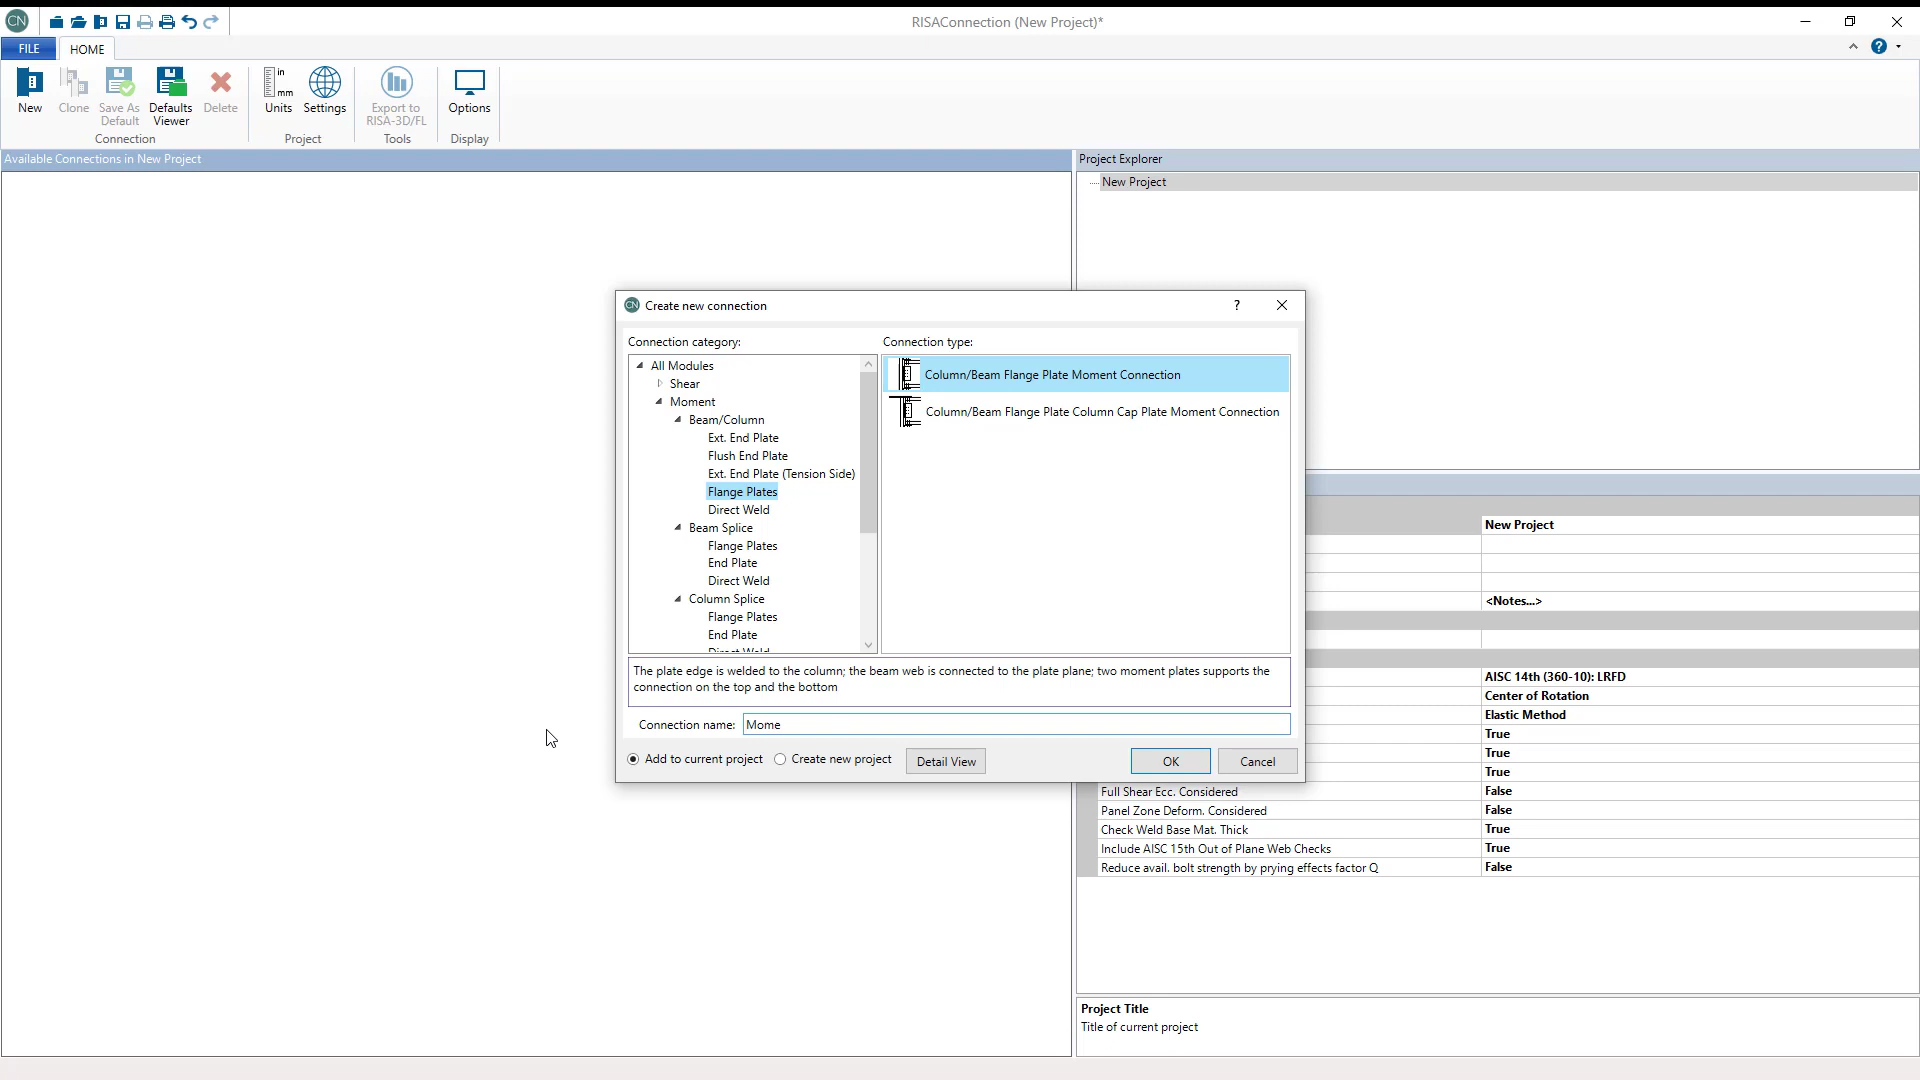 CN
RISAConnection (New Project)*
FILE
HOME
?
New
Clone
Save As
Default
Defaults
Viewer
Delete
in
mm
Units
Settings
Export to
RISA-3D/FL
Options
Connection
Project
Tools
Display
Available Connections in New Project
Project Explorer
New Project
CN
Create new connection
?
Connection category:
Connection type:
All Modules
Shear
Moment
Beam/Column
Ext. End Plate
Flush End Plate
Ext. End Plate (Tension Side)
Flange Plates
Direct Weld
Beam Splice
Flange Plates
End Plate
Direct Weld
Column Splice
Flange Plates
End Plate
Direct Weld
Column/Beam Flange Plate Moment Connection
Column/Beam Flange Plate Column Cap Plate Moment Connection
The plate edge is welded to the column; the beam web is connected to the plate plane; two moment plates supports the
connection on the top and the bottom
Connection name: Mome
Add to current project
Create new project
Detail View
OK
Cancel
New Project
<Notes...>
AISC 14th (360-10): LRFD
Center of Rotation
Elastic Method
True
True
True
Full Shear Ecc. Considered False
Panel Zone Deform. Considered False
Check Weld Base Mat. Thick True
Include AISC 15th Out of Plane Web Checks True
Reduce avail. bolt strength by prying effects factor Q False
Project Title
Title of current project